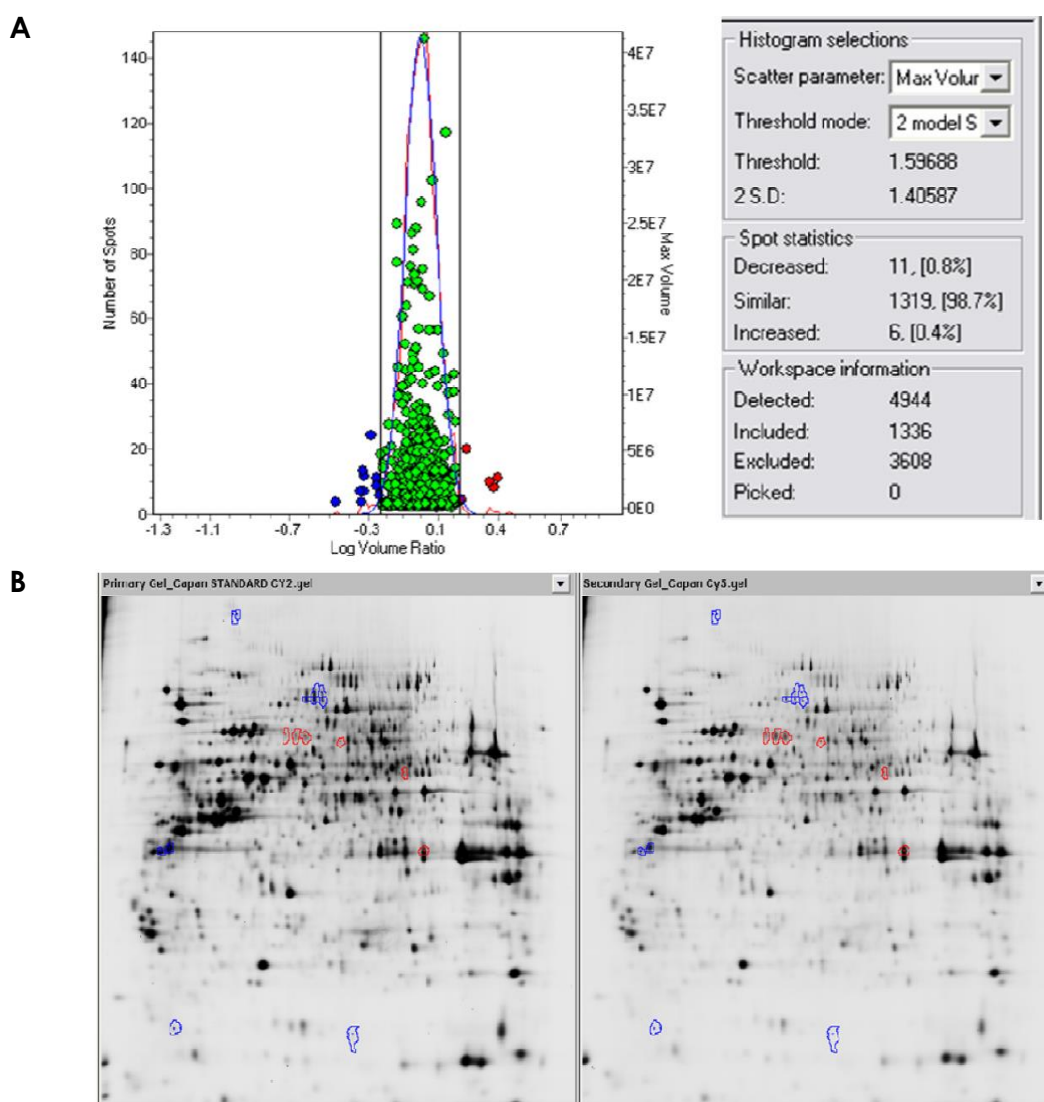 A
140
120
100
80
60
40
20
0
Number of Spots
-1.3 -1.1 -0.7 -0.3 0.1 0.4 0.7
Log Volume Ratio
4E7
3.5E7
3E7
2.5E7
2E7
1.5E7
1E7
5E6
0E0
Max Volume
Histogram selections
Scatter parameter: Max Volur
Threshold mode: 2 model S
Threshold: 1.59688
2 S.D: 1.40587
Spot statistics
Decreased: 11, [0.8%]
Similar: 1319, [98.7%]
Increased: 6, [0.4%]
Workspace information
Detected: 4944
Included: 1336
Excluded: 3608
Picked: 0
B
Primary Gel_Capan STANDARD CY2.gel
Secondary Gel_Capan Cy5.gel